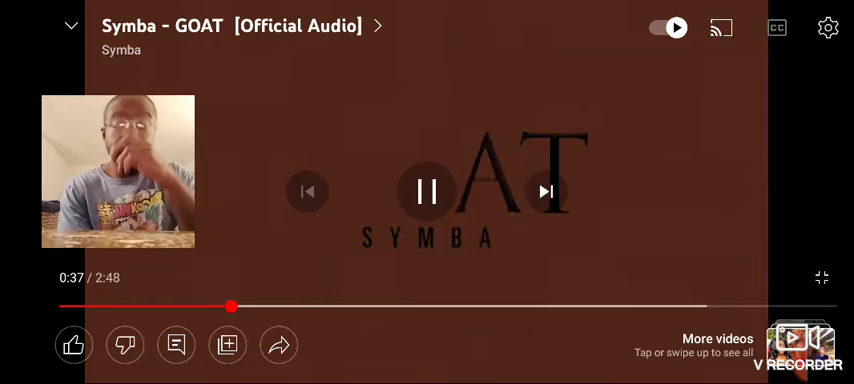 Symba - GOAT [Official Audio]
Symba
CC
AT
SYMBA
0:37 / 2:48
More videos
Tap or swipe up to see all
V RECORDER